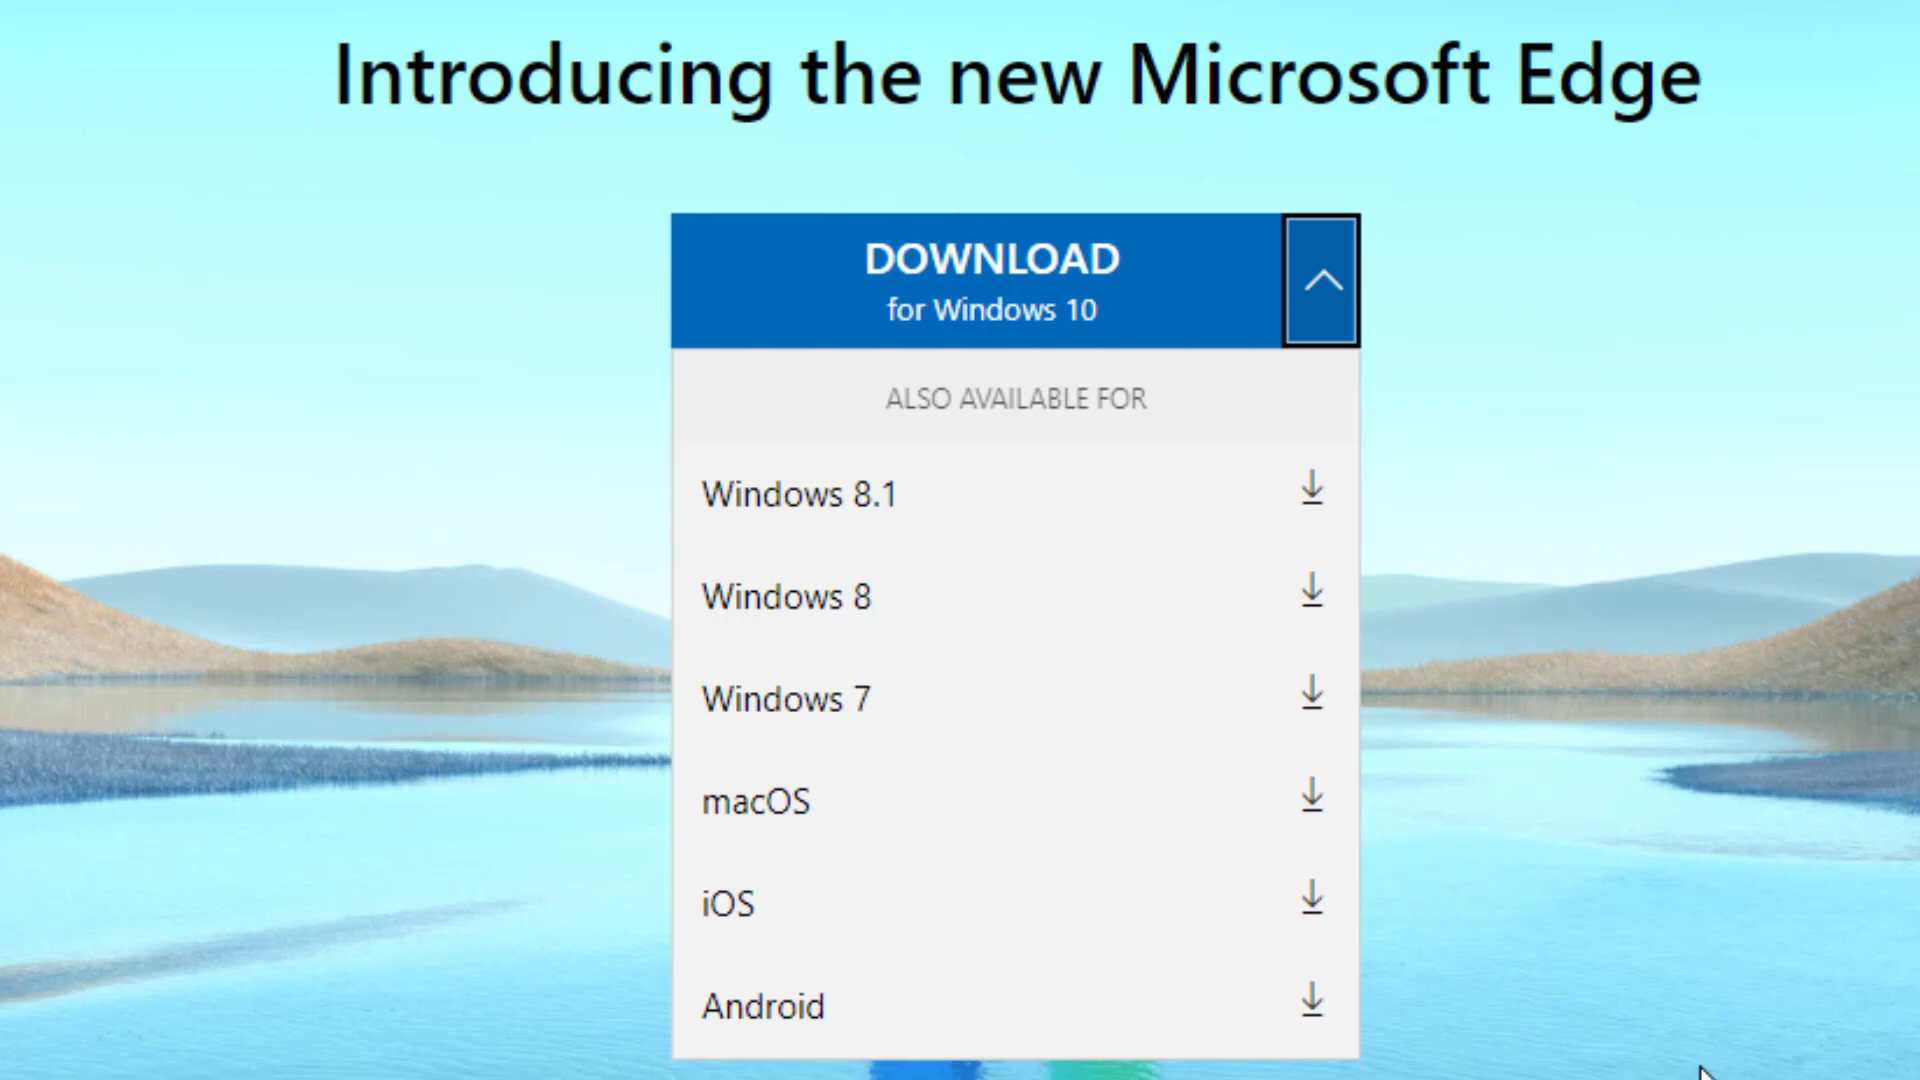 Introducing the new Microsoft Edge
DOWNLOAD
for Windows 10
ALSO AVAILABLE FOR
Windows 8.1
Windows 8
Windows 7
macOS
iOS
Android